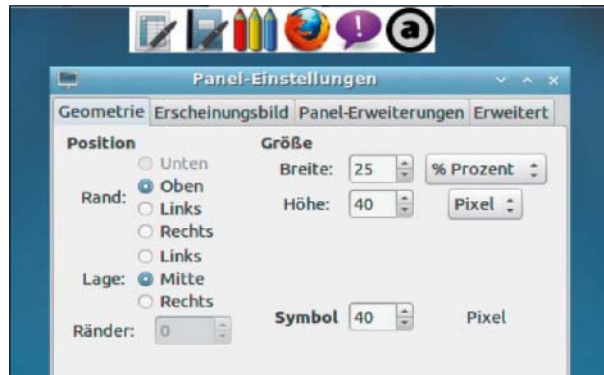 Panel-Einstellungen
Geometrie Erscheinungsbild Panel-Erweiterungen Erweitert
Position
Unten
Rand:
Oben
Links
Rechts
Lage:
Links
Mitte
Rechts
Ränder: 0
Größe
Breite: 25 % Prozent
Höhe: 40 Pixel
Symbol 40 Pixel
! a